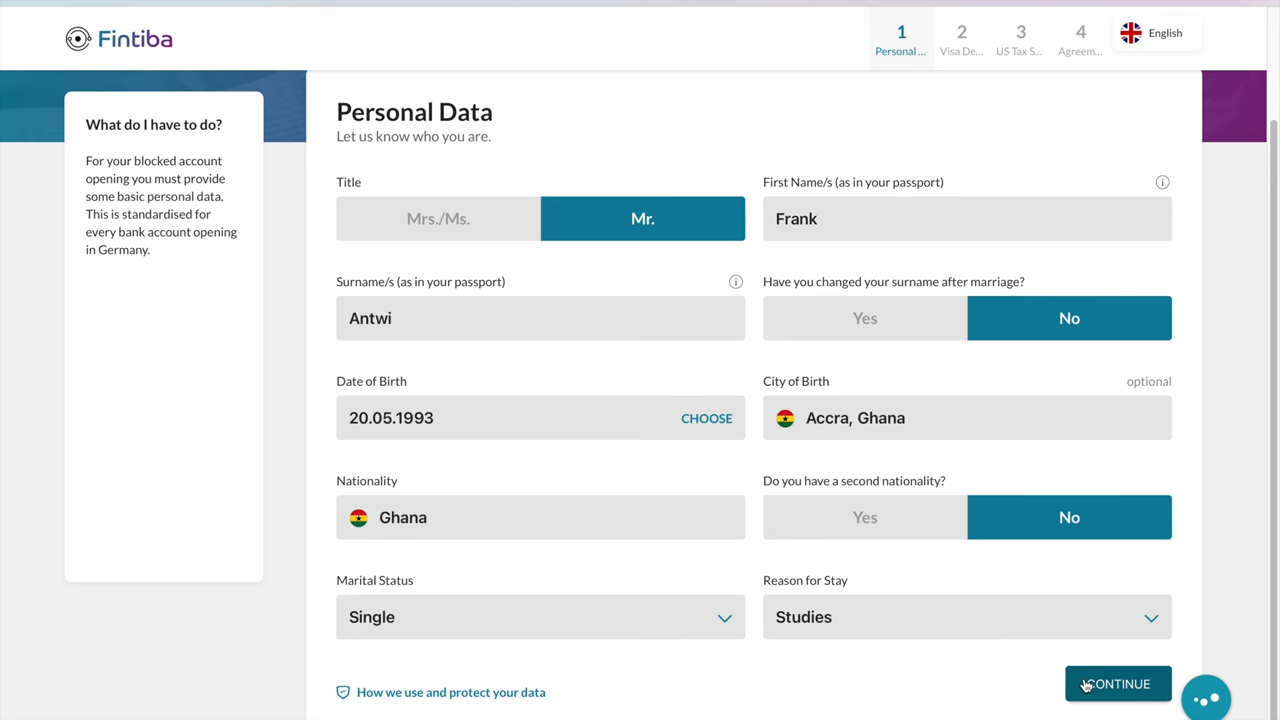 Fintiba
1
Personal ...
2
Visa De...
3
US Tax S...
4
Agreem...
English
What do I have to do?
For your blocked account
opening you must provide
some basic personal data.
This is standardised for
every bank account opening
in Germany.
Personal Data
Let us know who you are.
Title
Mrs./Ms.
Mr.
First Name/s (as in your passport)
Frank
Surname/s (as in your passport)
Antwi
Have you changed your surname after marriage?
Yes
No
Date of Birth
20.05.1993
CHOOSE
City of Birth
optional
Accra, Ghana
Nationality
Ghana
Do you have a second nationality?
Yes
No
Marital Status
Single
Reason for Stay
Studies
How we use and protect your data
CONTINUE